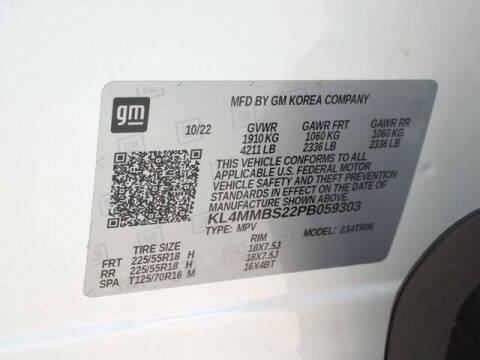 gm
MFD BY GM KOREA COMPANY
10/22 GVWR GAWR FRT GAWR RR
1910 KG 1060 KG 1060 KG
4211 LB 2336 LB 2336 LB
THIS VEHICLE CONFORMS TO ALL
APPLICABLE U.S. FEDERAL MOTOR
VEHICLE SAFETY AND THEFT PREVENTION
STANDARDS IN EFFECT ON THE DATE OF
MANUFACTURE SHOWN ABOVE.
KL4MMBS22PB059303
TYPE: MPV MODEL: 234TR06
TIRE SIZE RIM
FRT 225/55R18 H 18X7.5J
RR 225/55R18 H 18X7.5J
SPA T125/70R16 M 16X4BT